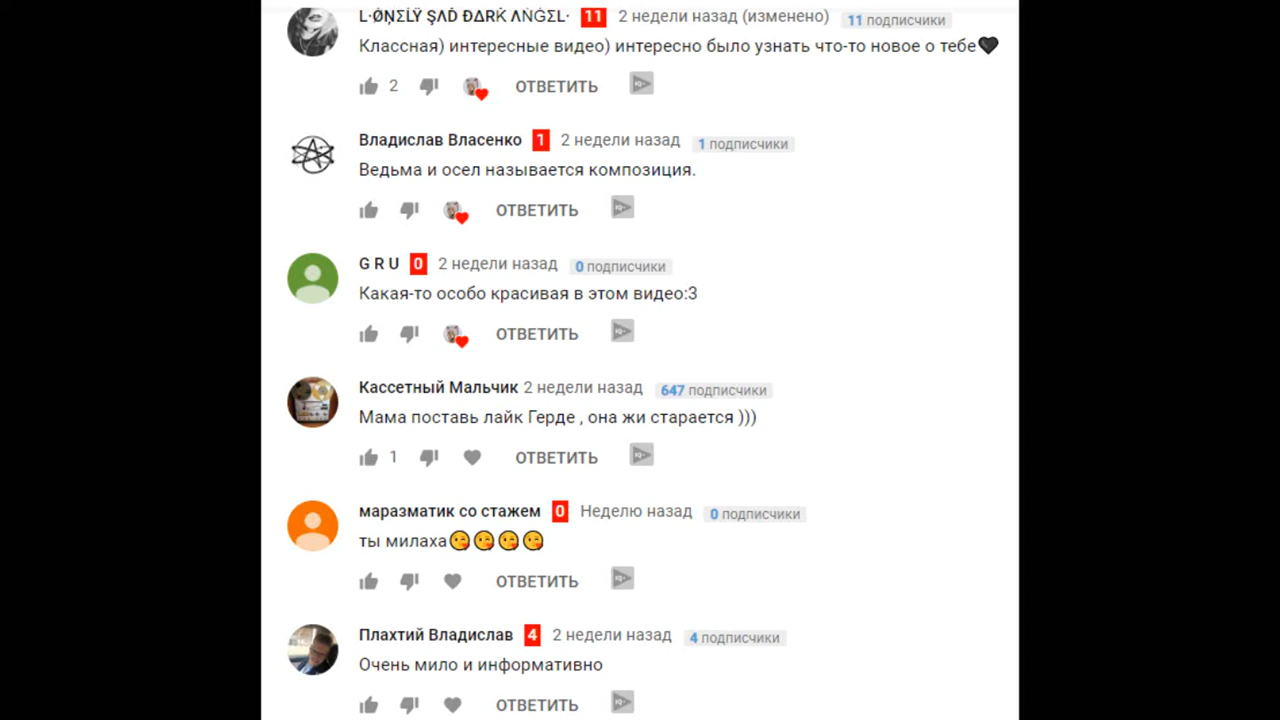 L·ØŅΣĹŸ ŞΛĎ ĐΔŖҚ ΛŃĞΣL· 11 2 недели назад (изменено) 11 подписчики
Классная) интересные видео) интересно было узнать что-то новое о тебе🖤
2 ОТВЕТИТЬ
Владислав Власенко 1 2 недели назад 1 подписчики
Ведьма и осел называется композиция.
ОТВЕТИТЬ
G R U 0 2 недели назад 0 подписчики
Какая-то особо красивая в этом видео:3
ОТВЕТИТЬ
Кассетный Мальчик 2 недели назад 647 подписчики
Мама поставь лайк Герде , она жи старается )))
1 ОТВЕТИТЬ
маразматик со стажем 0 Неделю назад 0 подписчики
ты милаха😋😋😋😋
ОТВЕТИТЬ
Плахтий Владислав 4 2 недели назад 4 подписчики
Очень мило и информативно
ОТВЕТИТЬ